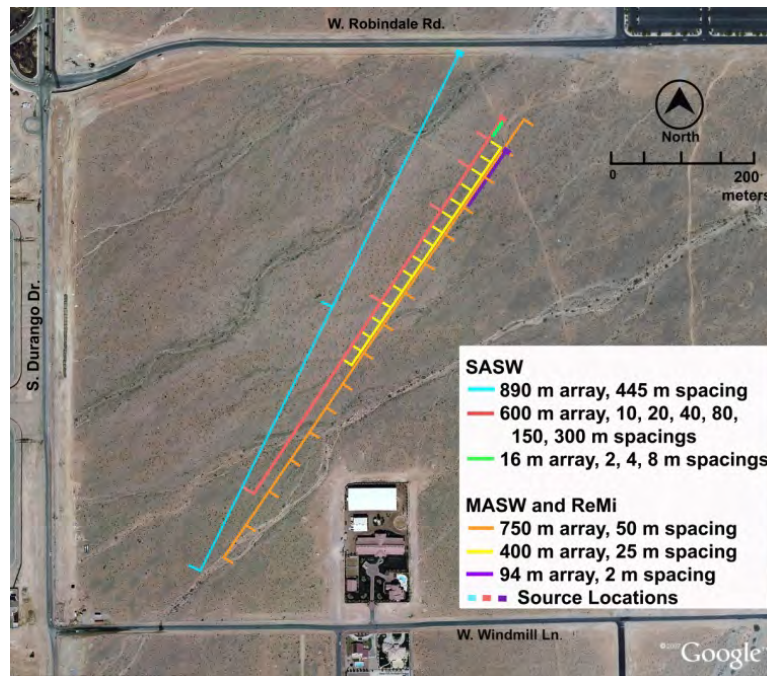 W. Robindale Rd.
North
0 200
meters
S. Durango Dr.
SASW
890 m array, 445 m spacing
600 m array, 10, 20, 40, 80,
150, 300 m spacings
16 m array, 2, 4, 8 m spacings
MASW and ReMi
750 m array, 50 m spacing
400 m array, 25 m spacing
94 m array, 2 m spacing
Source Locations
W. Windmill Ln.
Google